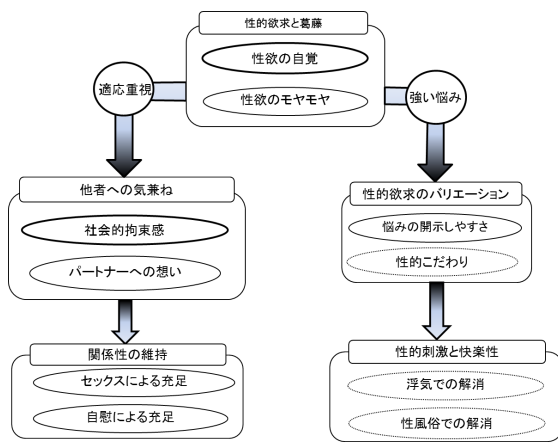 性的欲求と葛藤
性欲の自覚
性欲のモヤモヤ
適応重視
強い悩み
他者への気兼ね
社会的拘束感
パートナーへの想い
性的欲求のバリエーション
悩みの開示しやすさ
性的こだわり
関係性の維持
セックスによる充足
自慰による充足
性的刺激と快楽性
浮気での解消
性風俗での解消